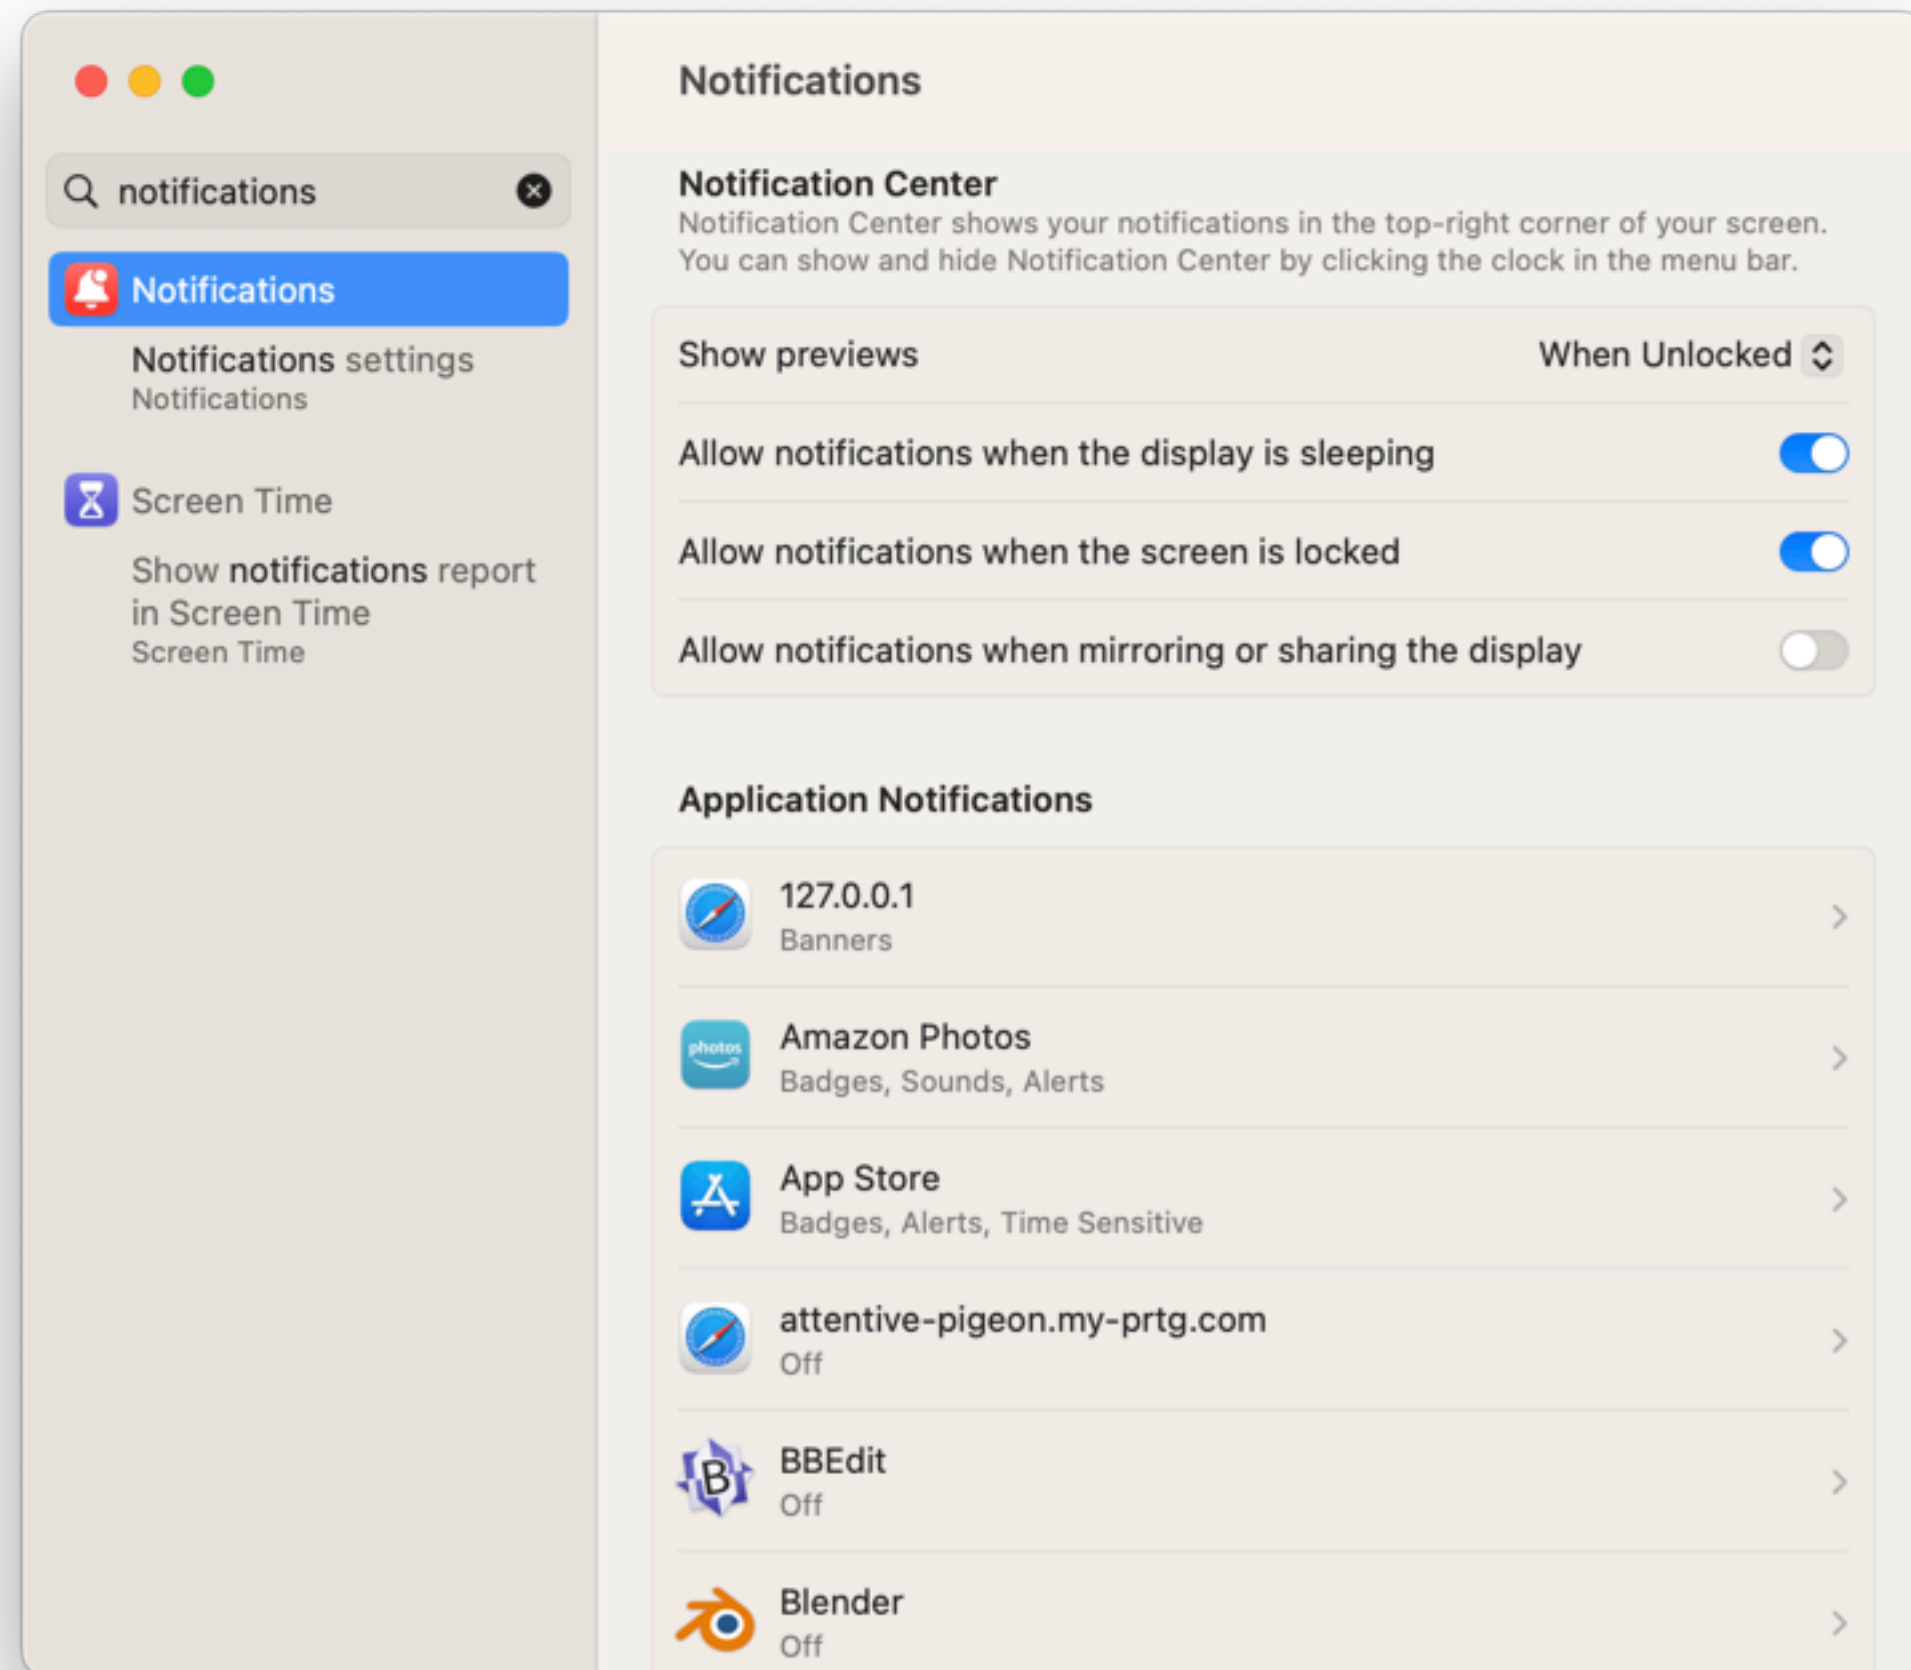 notifications
Notifications
Notifications settings
Notifications
Screen Time
Show notifications report
in Screen Time
Screen Time
Notifications
Notification Center
Notification Center shows your notifications in the top-right corner of your screen.
You can show and hide Notification Center by clicking the clock in the menu bar.
Show previews When Unlocked
Allow notifications when the display is sleeping
Allow notifications when the screen is locked
Allow notifications when mirroring or sharing the display
Application Notifications
127.0.0.1
Banners
photos
Amazon Photos
Badges, Sounds, Alerts
App Store
Badges, Alerts, Time Sensitive
attentive-pigeon.my-prtg.com
Off
B
BBEdit
Off
Blender
Off